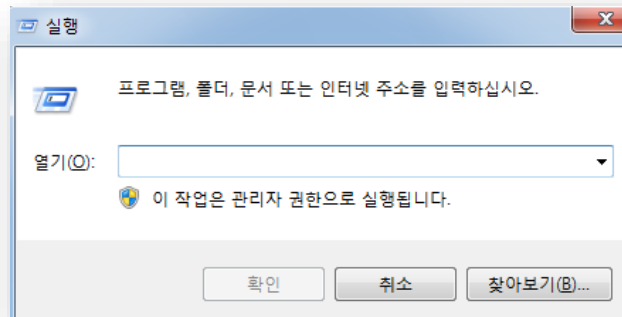 실행
프로그램, 폴더, 문서 또는 인터넷 주소를 입력하십시오.
열기(O):
이 작업은 관리자 권한으로 실행됩니다.
확인 취소 찾아보기(B)...